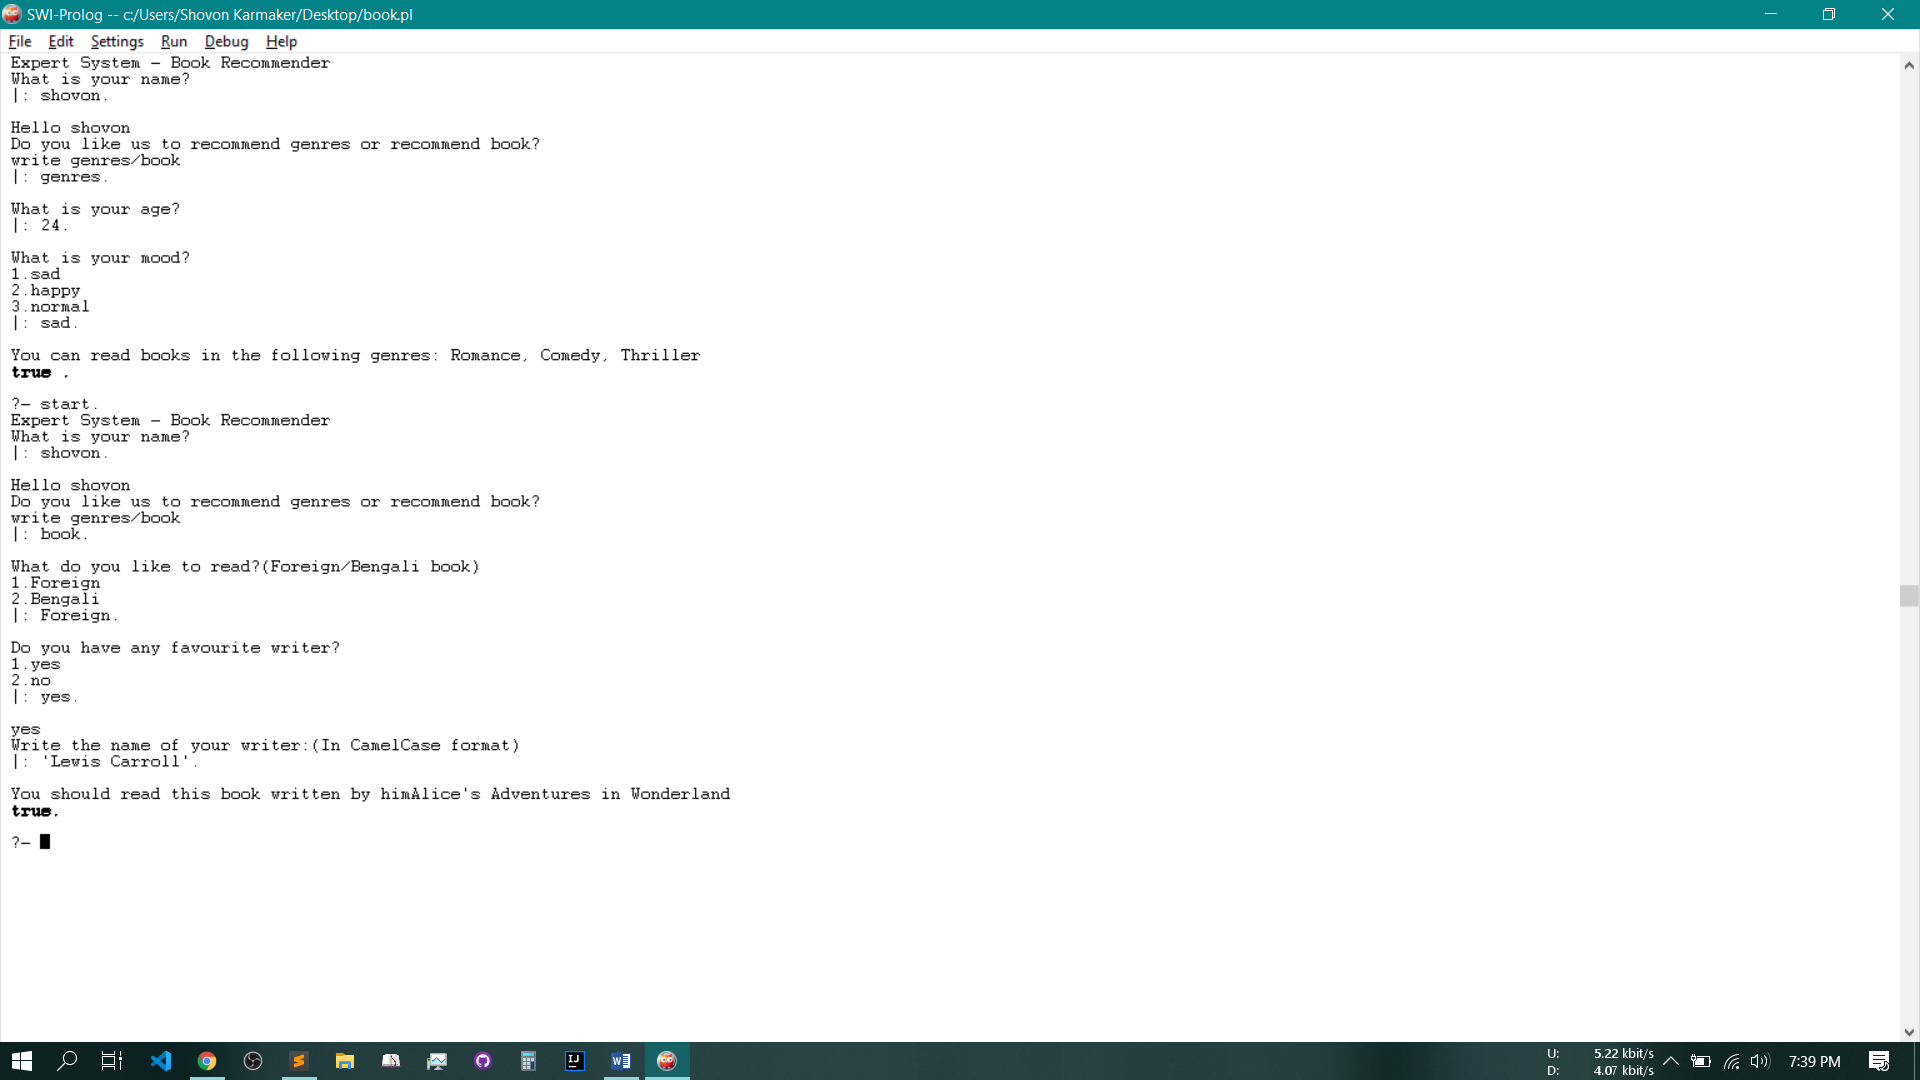 SWI-Prolog -- c:/Users/Shovon Karmaker/Desktop/book.pl
File Edit Settings Run Debug Help
Expert System - Book Recommender
What is your name?
|: shovon.
Hello shovon
Do you like us to recommend genres or recommend book?
write genres/book
|: genres.
What is your age?
|: 24.
What is your mood?
1.sad
2.happy
3.normal
|: sad.
You can read books in the following genres: Romance, Comedy, Thriller
true .
?- start.
Expert System - Book Recommender
What is your name?
|: shovon.
Hello shovon
Do you like us to recommend genres or recommend book?
write genres/book
|: book.
What do you like to read?(Foreign/Bengali book)
1.Foreign
2.Bengali
|: Foreign.
Do you have any favourite writer?
1.yes
2.no
|: yes.
yes
Write the name of your writer:(In CamelCase format)
|: 'Lewis Carroll'.
You should read this book written by himAlice's Adventures in Wonderland
true.
?-
U: 5.22 kbit/s
D: 4.07 kbit/s
7:39 PM